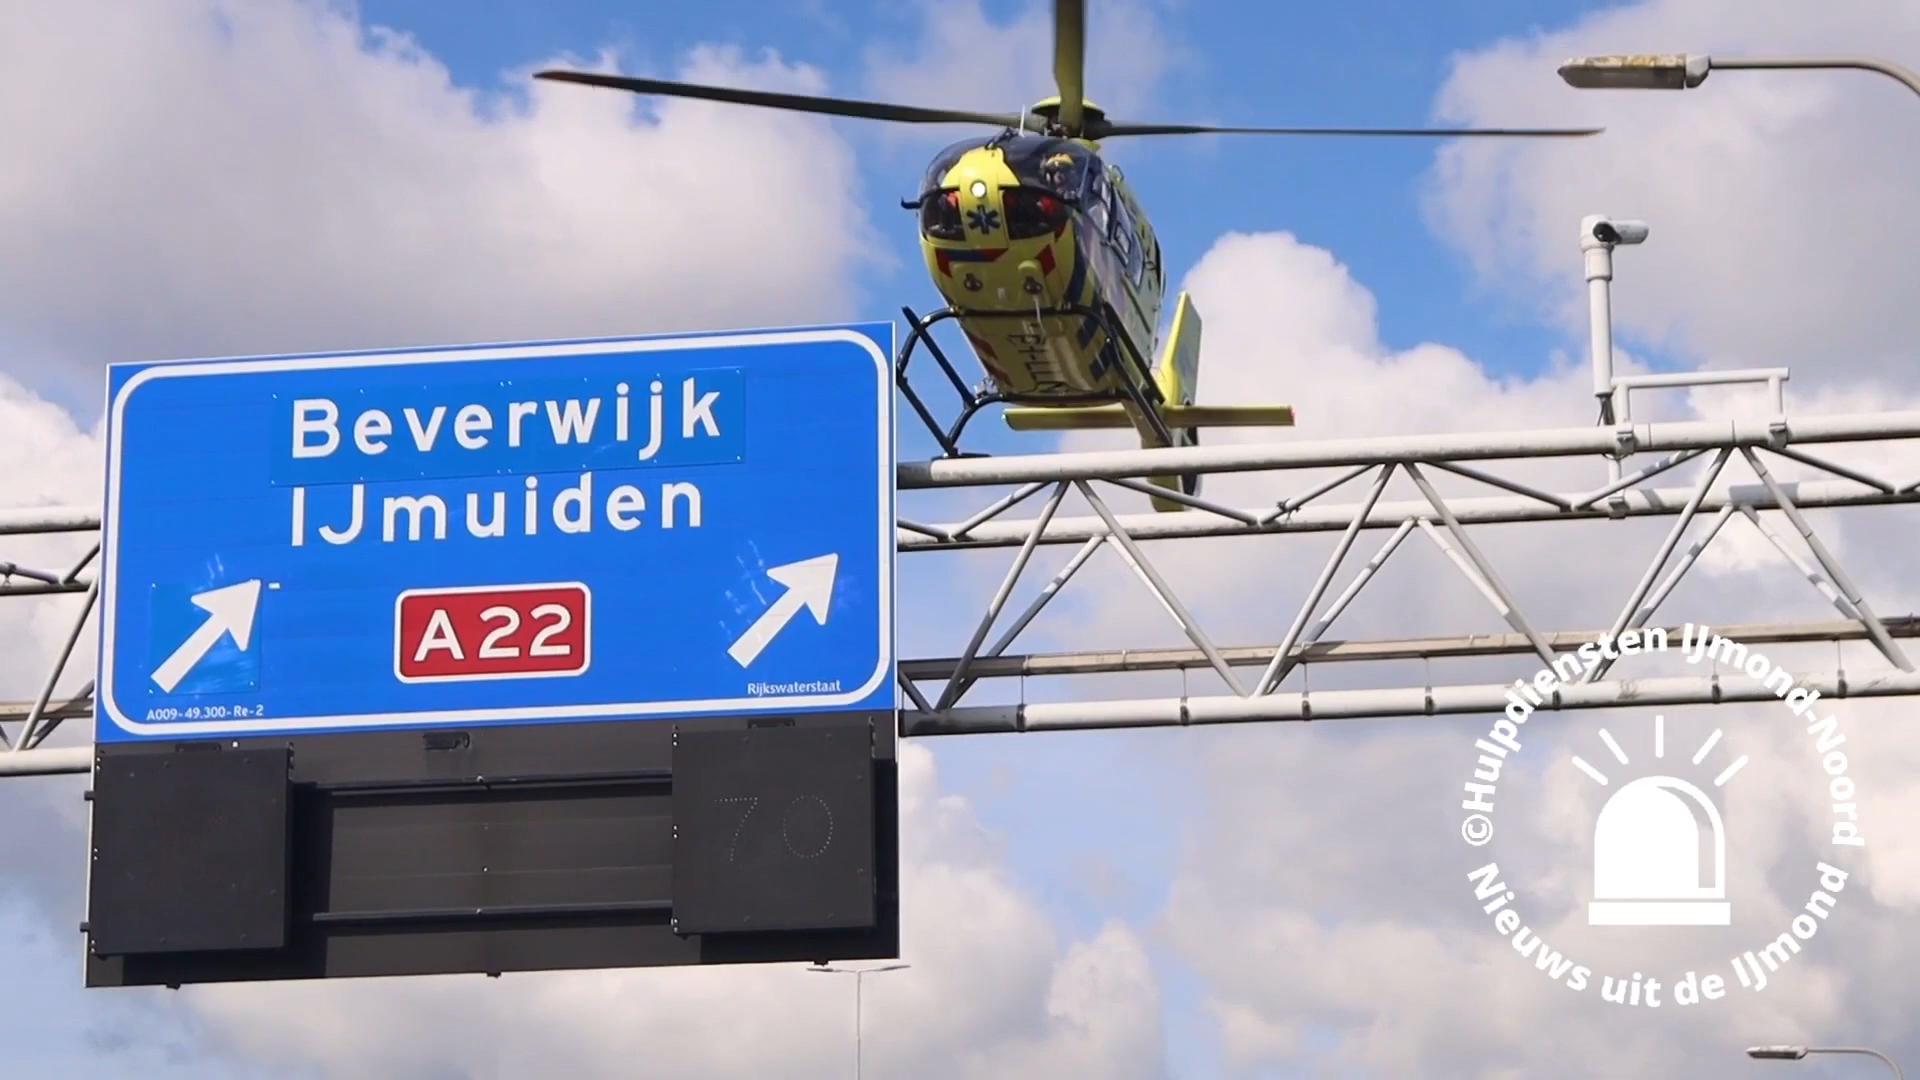 Beverwijk
IJmuiden
A22
Rijkswaterstaat
A009-49.300-Re-2
70
©Hulpdiensten IJmond-Noord
Nieuws uit de IJmond